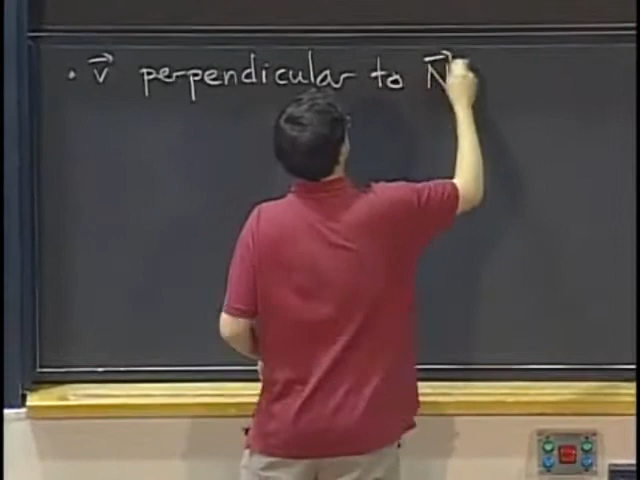 • v⃗ perpendicular to N⃗